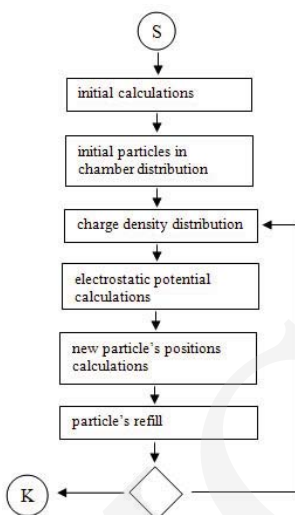 S
initial calculations
initial particles in
chamber distribution
charge density distribution
electrostatic potential
calculations
new particle's positions
calculations
particle's refill
K